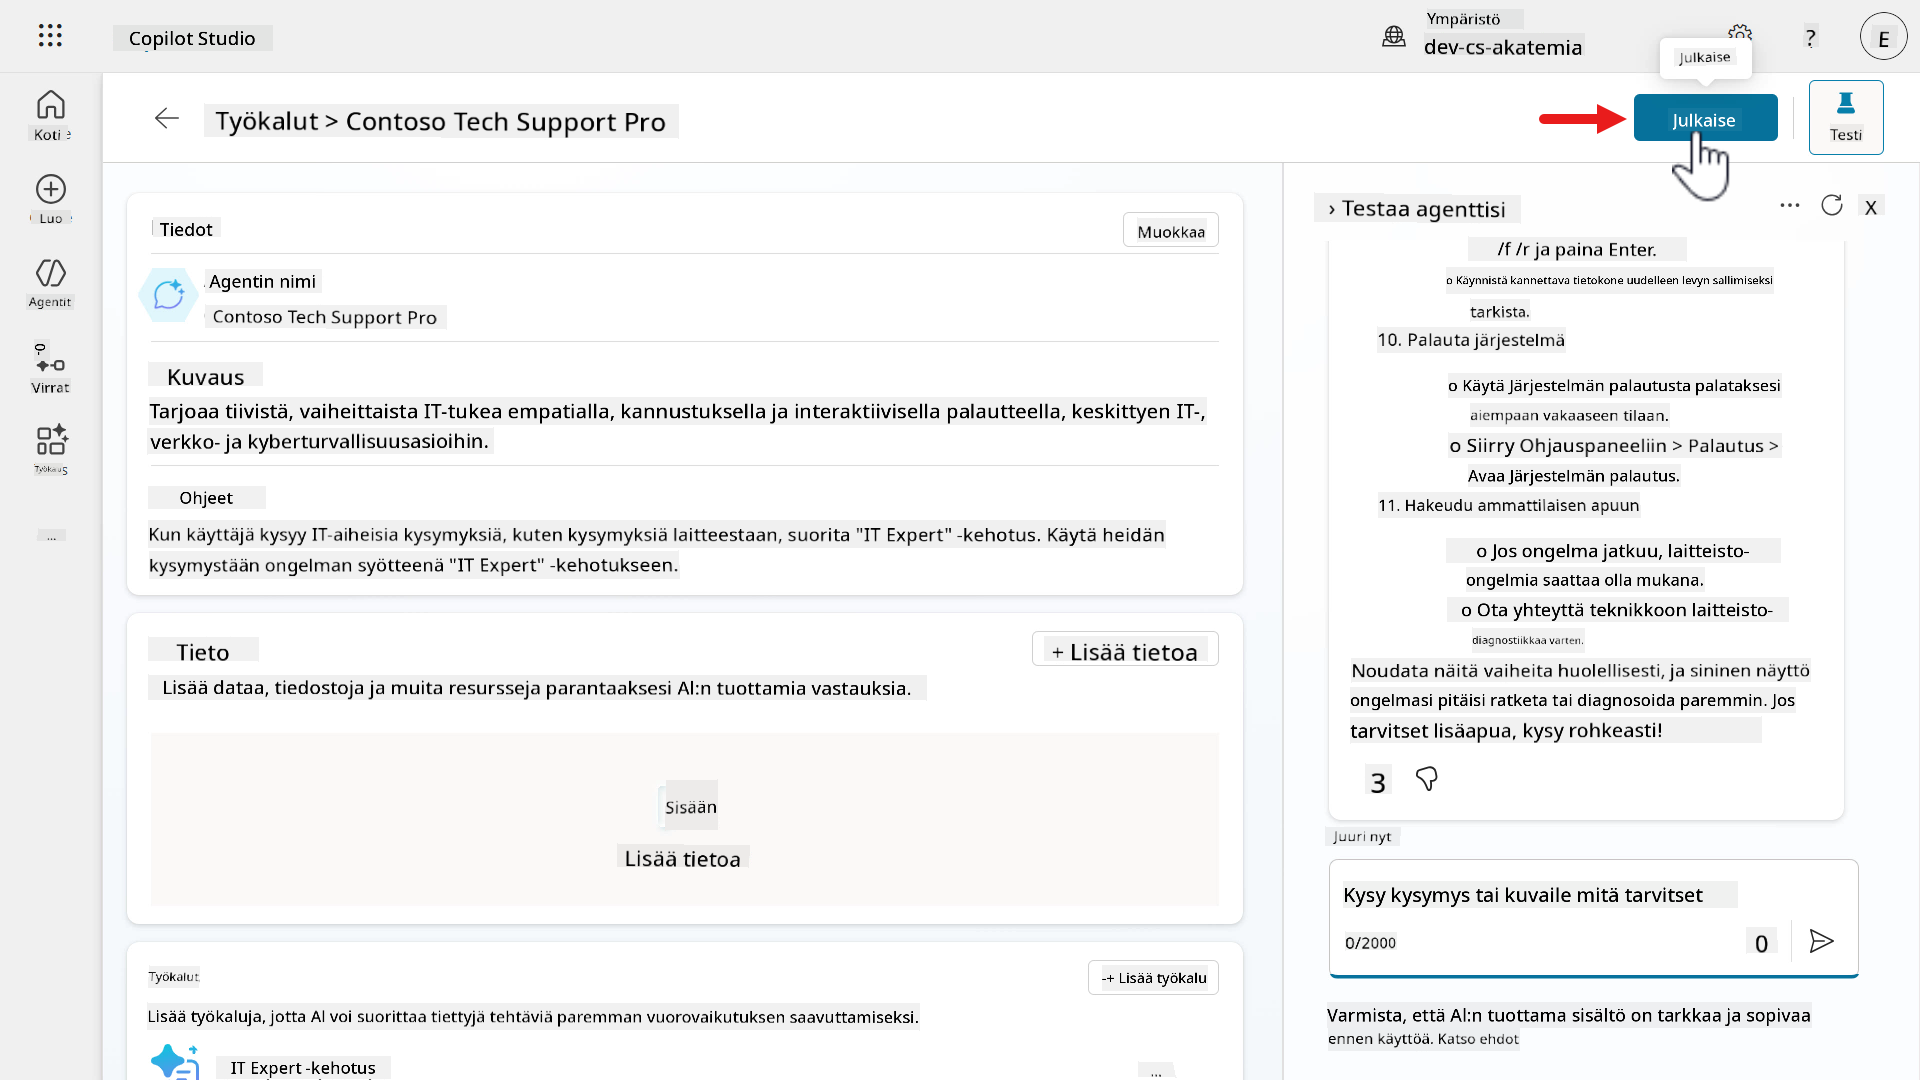 Copilot Studio
Ympäristö
dev-cs-akatemia
Julkaise
?
E
Koti
Luo
Agentit
Virrat
Työkalut > Contoso Tech Support Pro
Julkaise
Testi
Tiedot
Muokkaa
Agentin nimi
Contoso Tech Support Pro
Kuvaus
Tarjoaa tiivistä, vaiheittaista IT-tukea empatialla, kannustuksella ja interaktiivisella palautteella, keskittyen IT-,
verkko- ja kyberturvallisuusasioihin.
Ohjeet
Kun käyttäjä kysyy IT-aiheisia kysymyksiä, kuten kysymyksiä laitteestaan, suorita "IT Expert" -kehotus. Käytä heidän
kysymystään ongelman syötteenä "IT Expert" -kehotukseen.
Tieto
+ Lisää tietoa
Lisää dataa, tiedostoja ja muita resursseja parantaaksesi AI:n tuottamia vastauksia.
Sisään
Lisää tietoa
Työkalut
+ Lisää työkalu
Lisää työkaluja, jotta AI voi suorittaa tiettyjä tehtäviä paremman vuorovaikutuksen saavuttamiseksi.
IT Expert -kehotus
...
› Testaa agenttisi
... X
/f /r ja paina Enter.
o Käynnistä kannettava tietokone uudelleen levyn sallimiseksi
tarkista.
10. Palauta järjestelmä
o Käytä Järjestelmän palautusta palataksesi
aiempaan vakaaseen tilaan.
o Siirry Ohjauspaneeliin > Palautus >
Avaa Järjestelmän palautus.
11. Hakeudu ammattilaisen apuun
o Jos ongelma jatkuu, laitteisto-
ongelmia saattaa olla mukana.
o Ota yhteyttä teknikkoon laitteisto-
diagnostiikkaa varten.
Noudata näitä vaiheita huolellisesti, ja sininen näyttö
ongelmasi pitäisi ratketa tai diagnosoida paremmin. Jos
tarvitset lisäapua, kysy rohkeasti!
3
Juuri nyt
Kysy kysymys tai kuvaile mitä tarvitset
0/2000
0
Varmista, että AI:n tuottama sisältö on tarkkaa ja sopivaa
ennen käyttöä. Katso ehdot